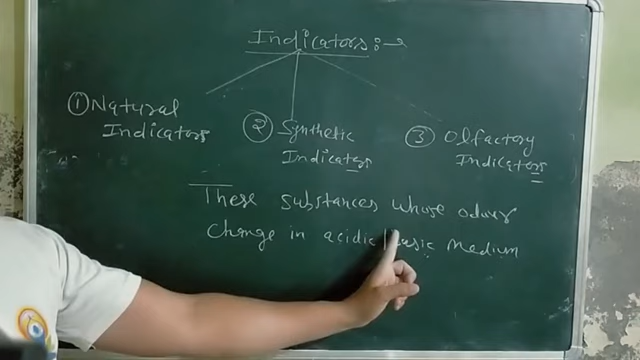 Indicators:→
① Natural
Indicators
② Synthetic
Indicators
③ Olfactory
Indicators
These substances whose odour
change in acidic | basic Medium